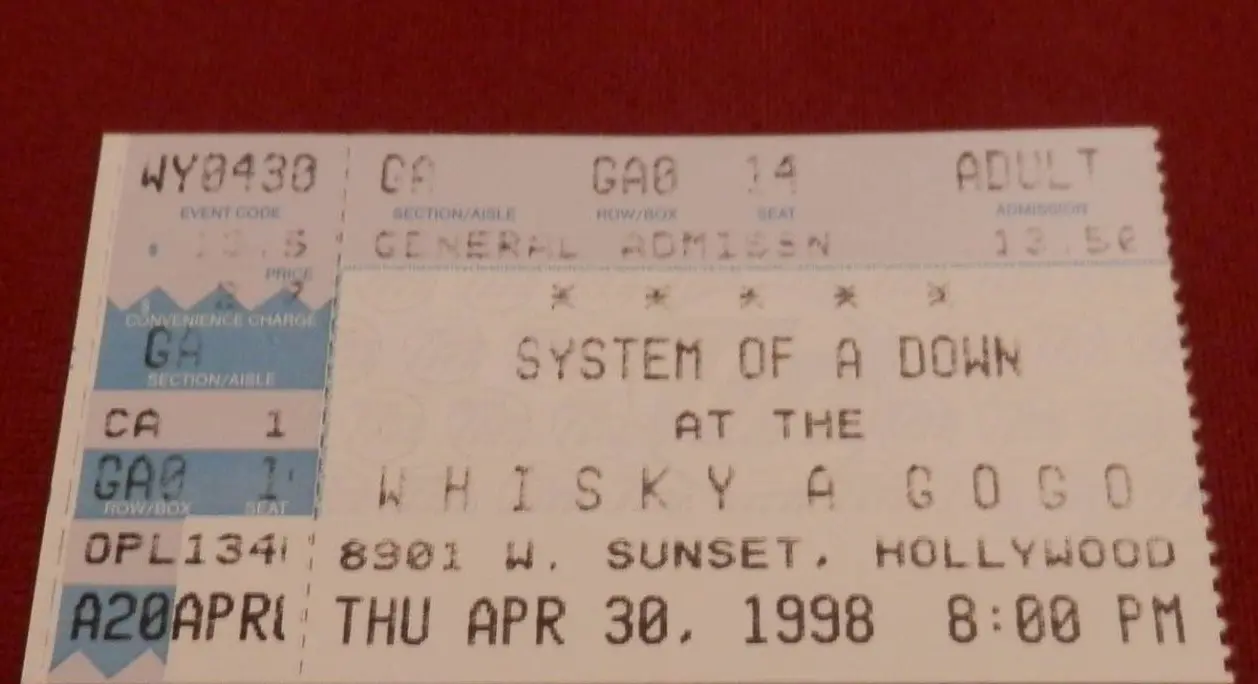 WY0430 GA GA0 14 ADULT
EVENT CODE SECTION/AISLE ROW/BOX SEAT ADMISSION
GENERAL ADMISSN 13.50
PRICE
* * * * *
CONVENIENCE CHARGE
SYSTEM OF A DOWN
GA
SECTION/AISLE
CA 1 AT THE
GA0 1 WHISKY A GOGO
ROW/BOX SEAT
OPL134 8901 W. SUNSET, HOLLYWOOD
A20APR THU APR 30, 1998 8:00 PM